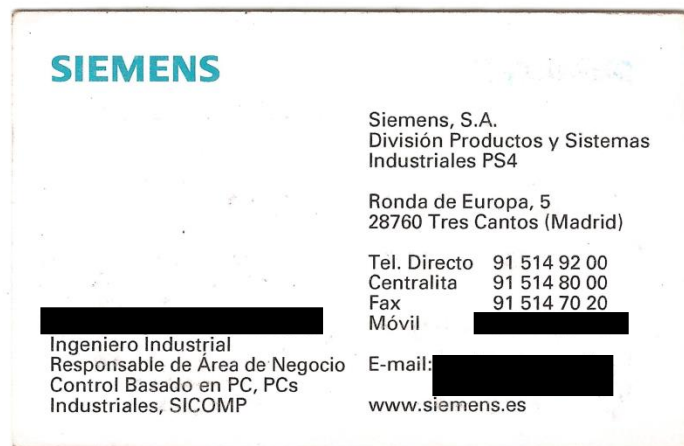 SIEMENS
Siemens, S.A.
División Productos y Sistemas
Industriales PS4
Ronda de Europa, 5
28760 Tres Cantos (Madrid)
Tel. Directo 91 514 92 00
Centralita 91 514 80 00
Fax 91 514 70 20
Móvil
E-mail:
www.siemens.es
Ingeniero Industrial
Responsable de Área de Negocio
Control Basado en PC, PCs
Industriales, SICOMP